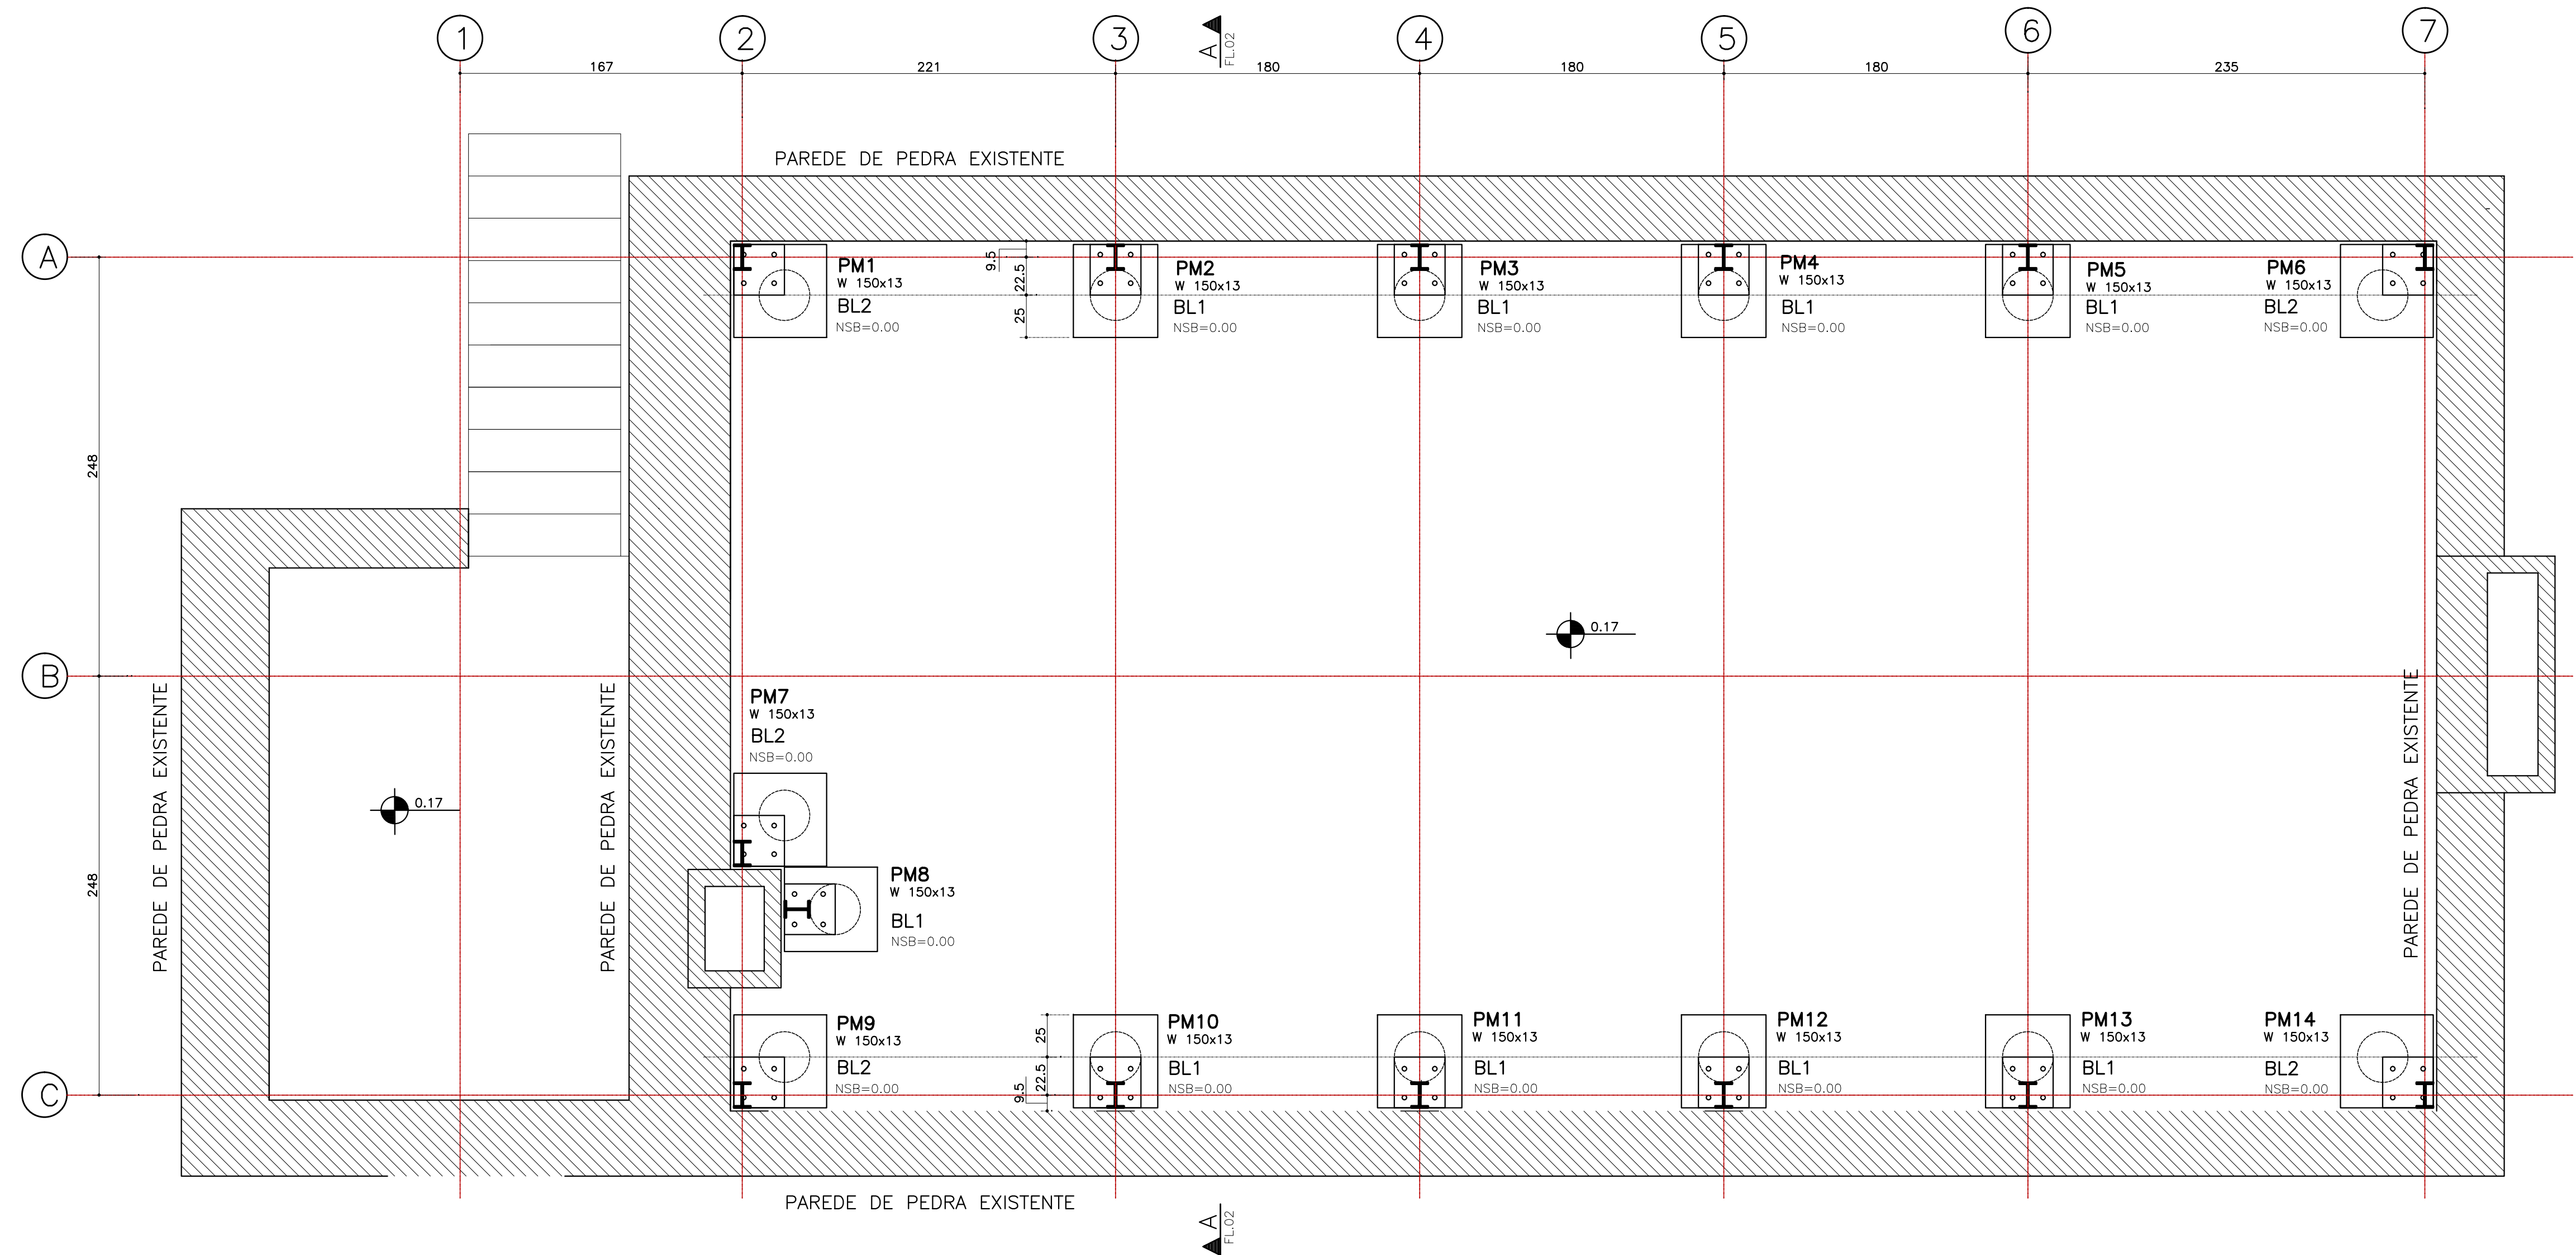 1
2
3
4
5
6
7
A
FL.02
167
221
180
180
180
235
PAREDE DE PEDRA EXISTENTE
A
9.5
22.5
25
PM1
W 150x13
BL2
NSB=0.00
PM2
W 150x13
BL1
NSB=0.00
PM3
W 150x13
BL1
NSB=0.00
PM4
W 150x13
BL1
NSB=0.00
PM5
W 150x13
BL1
NSB=0.00
PM6
W 150x13
BL2
NSB=0.00
248
0.17
B
PAREDE DE PEDRA EXISTENTE
PAREDE DE PEDRA EXISTENTE
PAREDE DE PEDRA EXISTENTE
PM7
W 150x13
BL2
NSB=0.00
0.17
248
PM8
W 150x13
BL1
NSB=0.00
C
PM9
W 150x13
BL2
NSB=0.00
25
22.5
9.5
PM10
W 150x13
BL1
NSB=0.00
PM11
W 150x13
BL1
NSB=0.00
PM12
W 150x13
BL1
NSB=0.00
PM13
W 150x13
BL1
NSB=0.00
PM14
W 150x13
BL2
NSB=0.00
PAREDE DE PEDRA EXISTENTE
A
FL.02